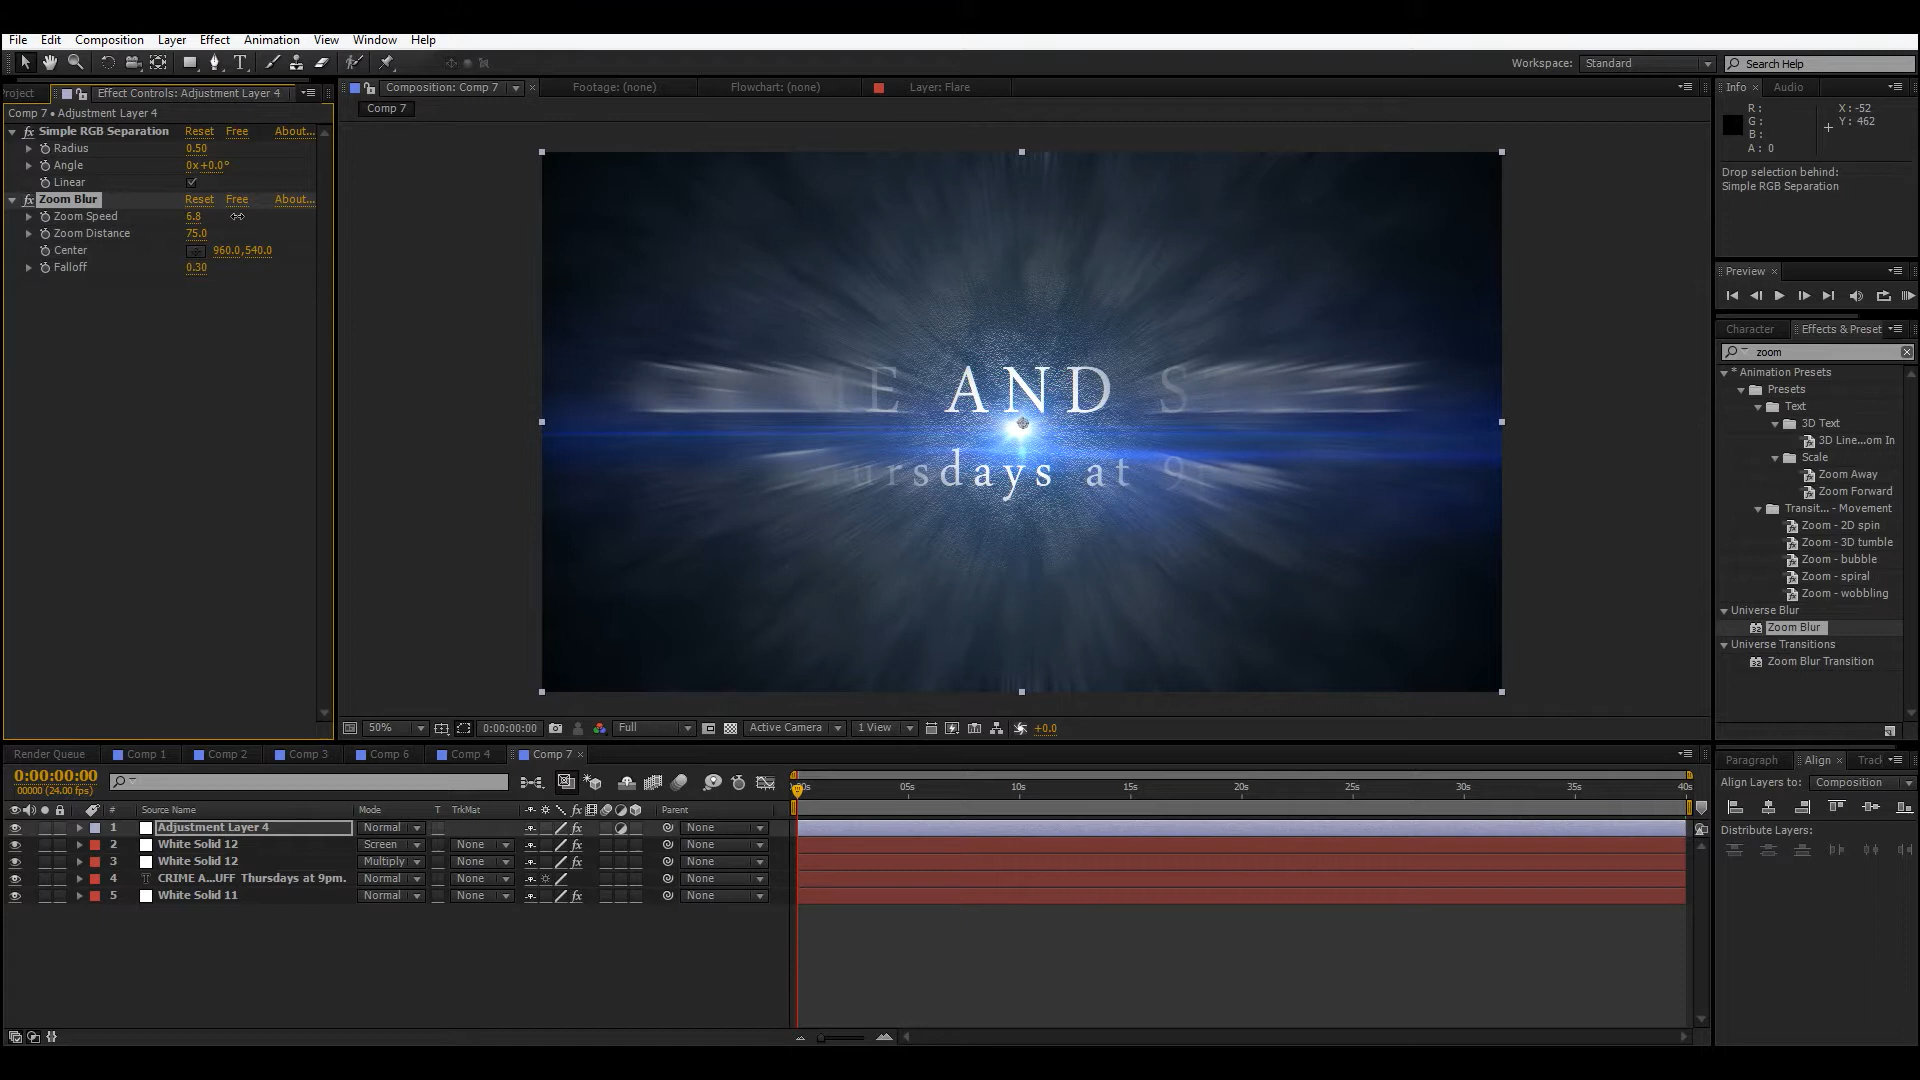 File Edit Composition Layer Effect Animation View Window Help
Workspace: Standard Search Help
Project Effect Controls: Adjustment Layer 4
Comp 7 • Adjustment Layer 4
Simple RGB Separation Reset Free About...
Radius 0.50
Angle 0x+0.0°
Linear
Zoom Blur Reset Free About...
Zoom Speed 6.8
Zoom Distance 75.0
Center 960.0,540.0
Falloff 0.30
Composition: Comp 7 Footage: (none) Flowchart: (none) Layer: Flare
Comp 7
E AND S
ursdays at 9
50% 0:00:00:00 Full Active Camera 1 View +0.0
Info Audio
R: X: -52
G: Y: 462
B:
A: 0
Drop selection behind:
Simple RGB Separation
Preview
Character Effects & Preset
zoom
* Animation Presets
Presets
Text
3D Text
3D Line...om In
Scale
Zoom Away
Zoom Forward
Transit... - Movement
Zoom - 2D spin
Zoom - 3D tumble
Zoom - bubble
Zoom - spiral
Zoom - wobbling
Universe Blur
Zoom Blur
Universe Transitions
Zoom Blur Transition
Render Queue Comp 1 Comp 2 Comp 3 Comp 6 Comp 4 Comp 7
0:00:00:00
00000 (24.00 fps)
05s 10s 15s 20s 25s 30s 35s 40s
# Source Name Mode T TrkMat Parent
1 Adjustment Layer 4 Normal None
2 White Solid 12 Screen None None
3 White Solid 12 Multiply None None
4 CRIME A...UFF Thursdays at 9pm. Normal None None
5 White Solid 11 Normal None None
Paragraph Align Track
Align Layers to: Composition
Distribute Layers: